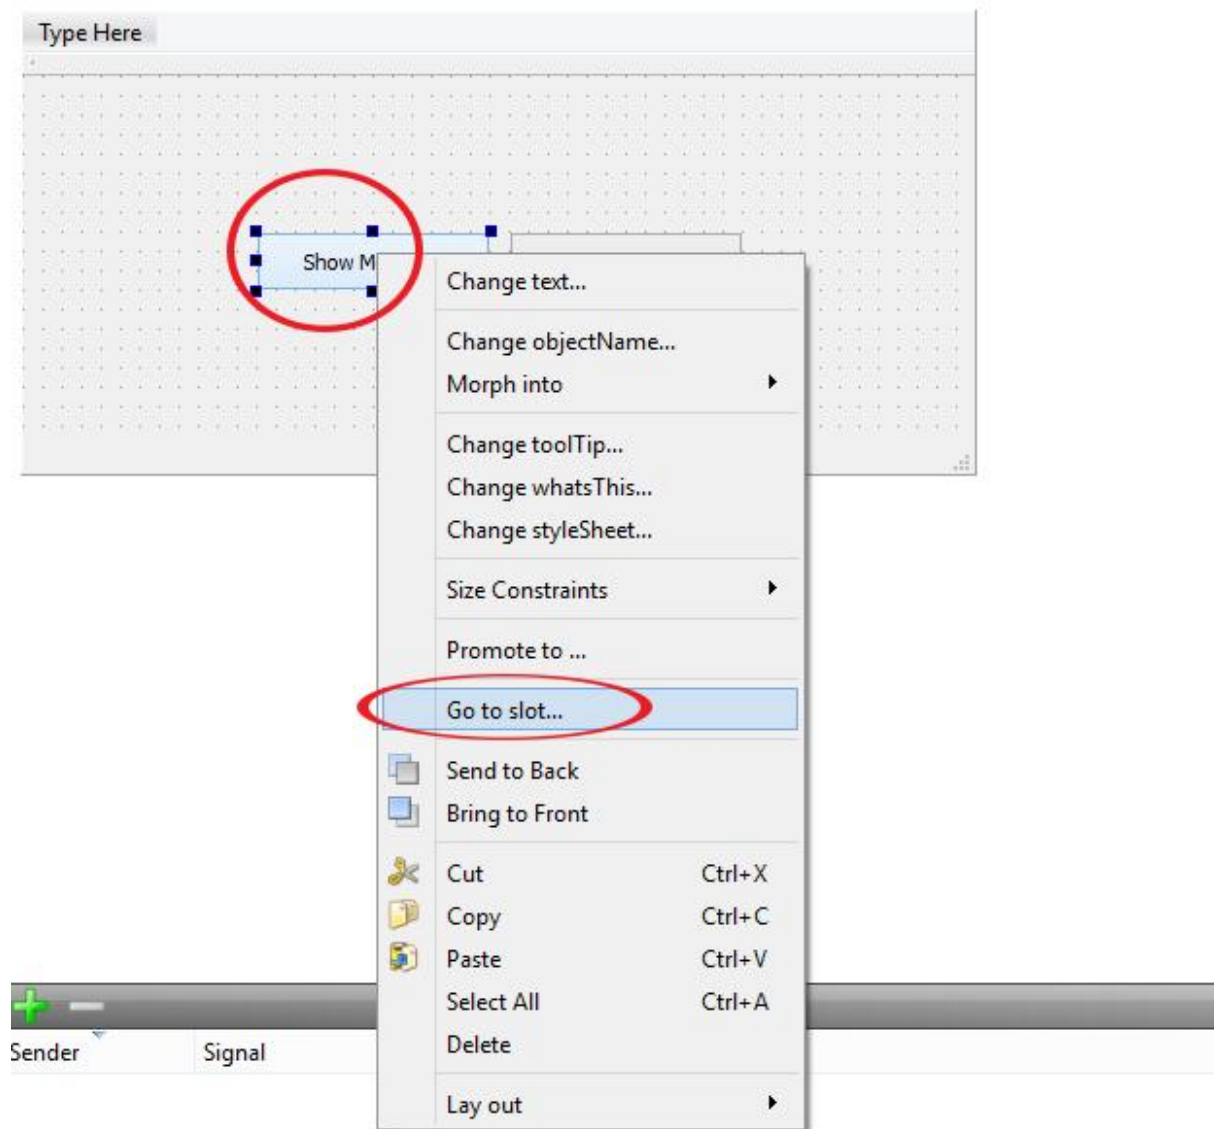 Type Here
Show M
Change text...
Change objectName...
Morph into
Change toolTip...
Change whatsThis...
Change styleSheet...
Size Constraints
Promote to ...
Go to slot...
Send to Back
Bring to Front
Cut Ctrl+X
Copy Ctrl+C
Paste Ctrl+V
Select All Ctrl+A
Delete
Sender Signal
Lay out